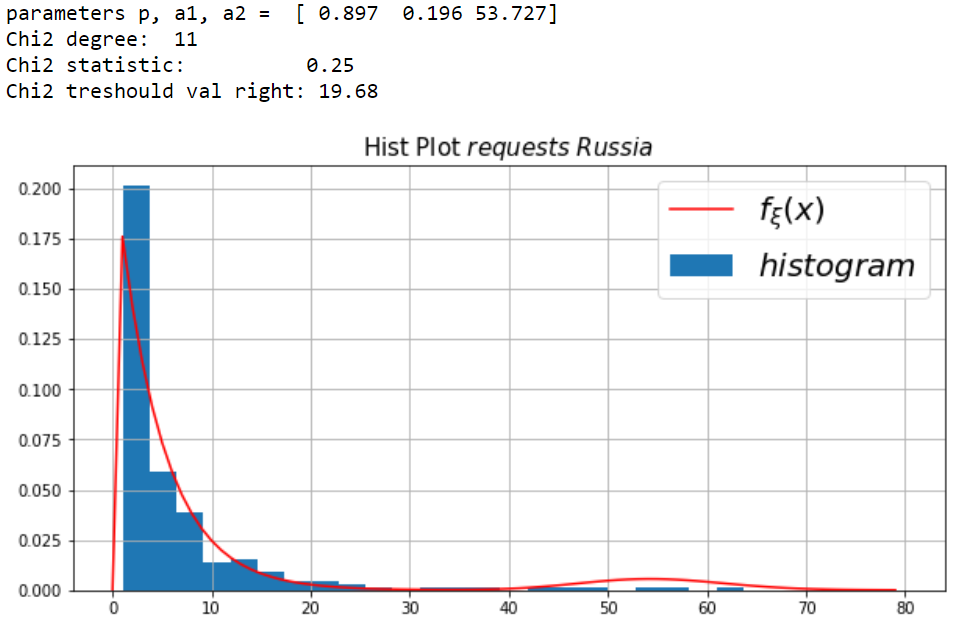 parameters p, a1, a2 =  [ 0.897  0.196 53.727]
Chi2 degree:  11
Chi2 statistic:          0.25
Chi2 treshould val right: 19.68
Hist Plot requests Russia
0.200
0.175
0.150
0.125
0.100
0.075
0.050
0.025
0.000
f_ξ(x)
histogram
0 10 20 30 40 50 60 70 80